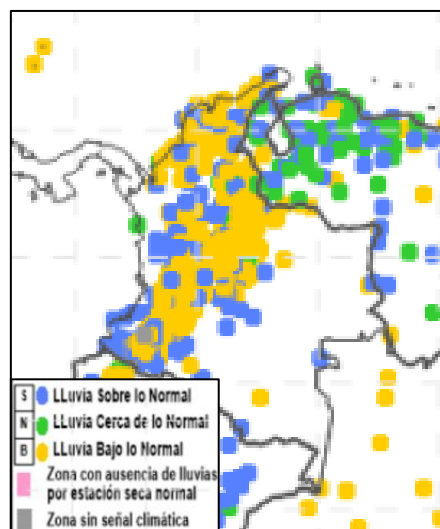 S LLuvia Sobre lo Normal
N LLuvia Cerca de lo Normal
B LLuvia Bajo lo Normal
Zona con ausencia de lluvias
por estación seca normal
Zona sin señal climática